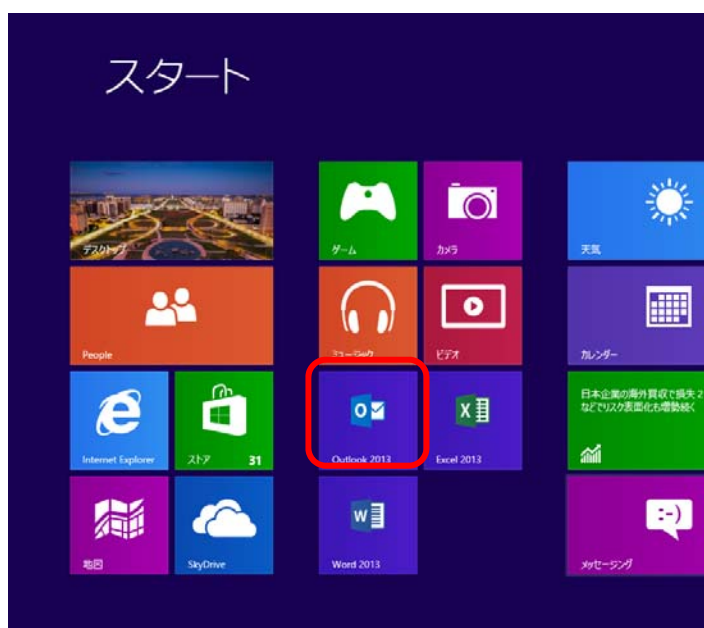 スタート
デスクトップ
ゲーム
カメラ
天気
People
ミュージック
ビデオ
カレンダー
Internet Explorer
ストア
31
Outlook 2013
Excel 2013
日本企業の海外買収で損失 2
などでリスク表面化も増勢続く
地図
SkyDrive
Word 2013
:-)
メッセージング